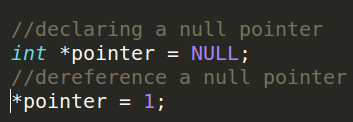 //declaring a null pointer
int *pointer = NULL;
//dereference a null pointer
*pointer = 1;